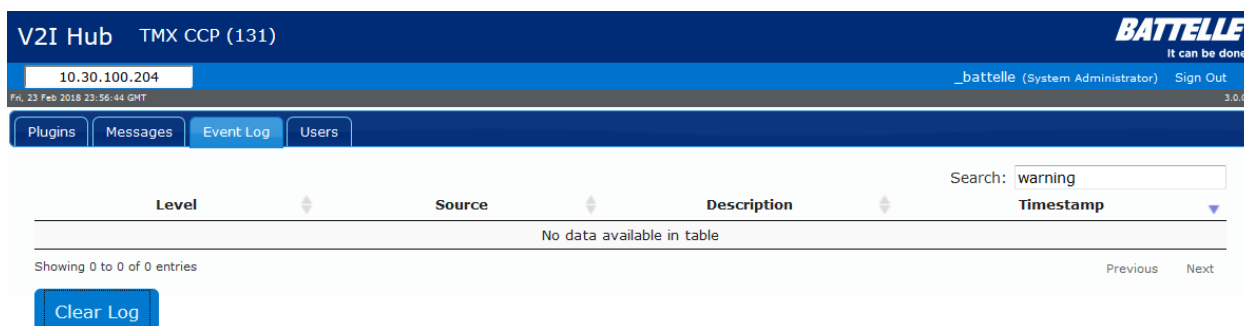 V2I Hub TMX CCP (131) BATTELLE
It can be done
10.30.100.204 _battelle (System Administrator) Sign Out
Fri, 23 Feb 2018 23:56:44 GMT 3.0.0
Plugins Messages Event Log Users
Search: warning
Level Source Description Timestamp
No data available in table
Showing 0 to 0 of 0 entries Previous Next
Clear Log